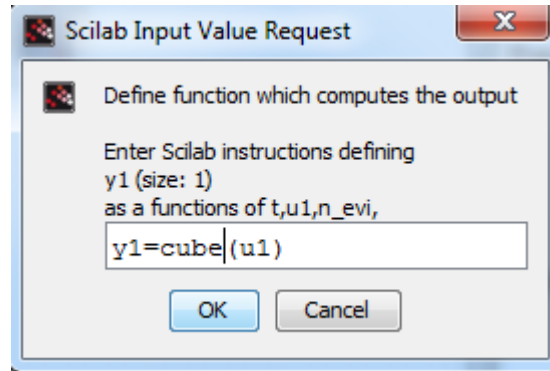 Scilab Input Value Request
Define function which computes the output
Enter Scilab instructions defining
y1 (size: 1)
as a functions of t,u1,n_evi,
y1=cube(u1)
OK
Cancel